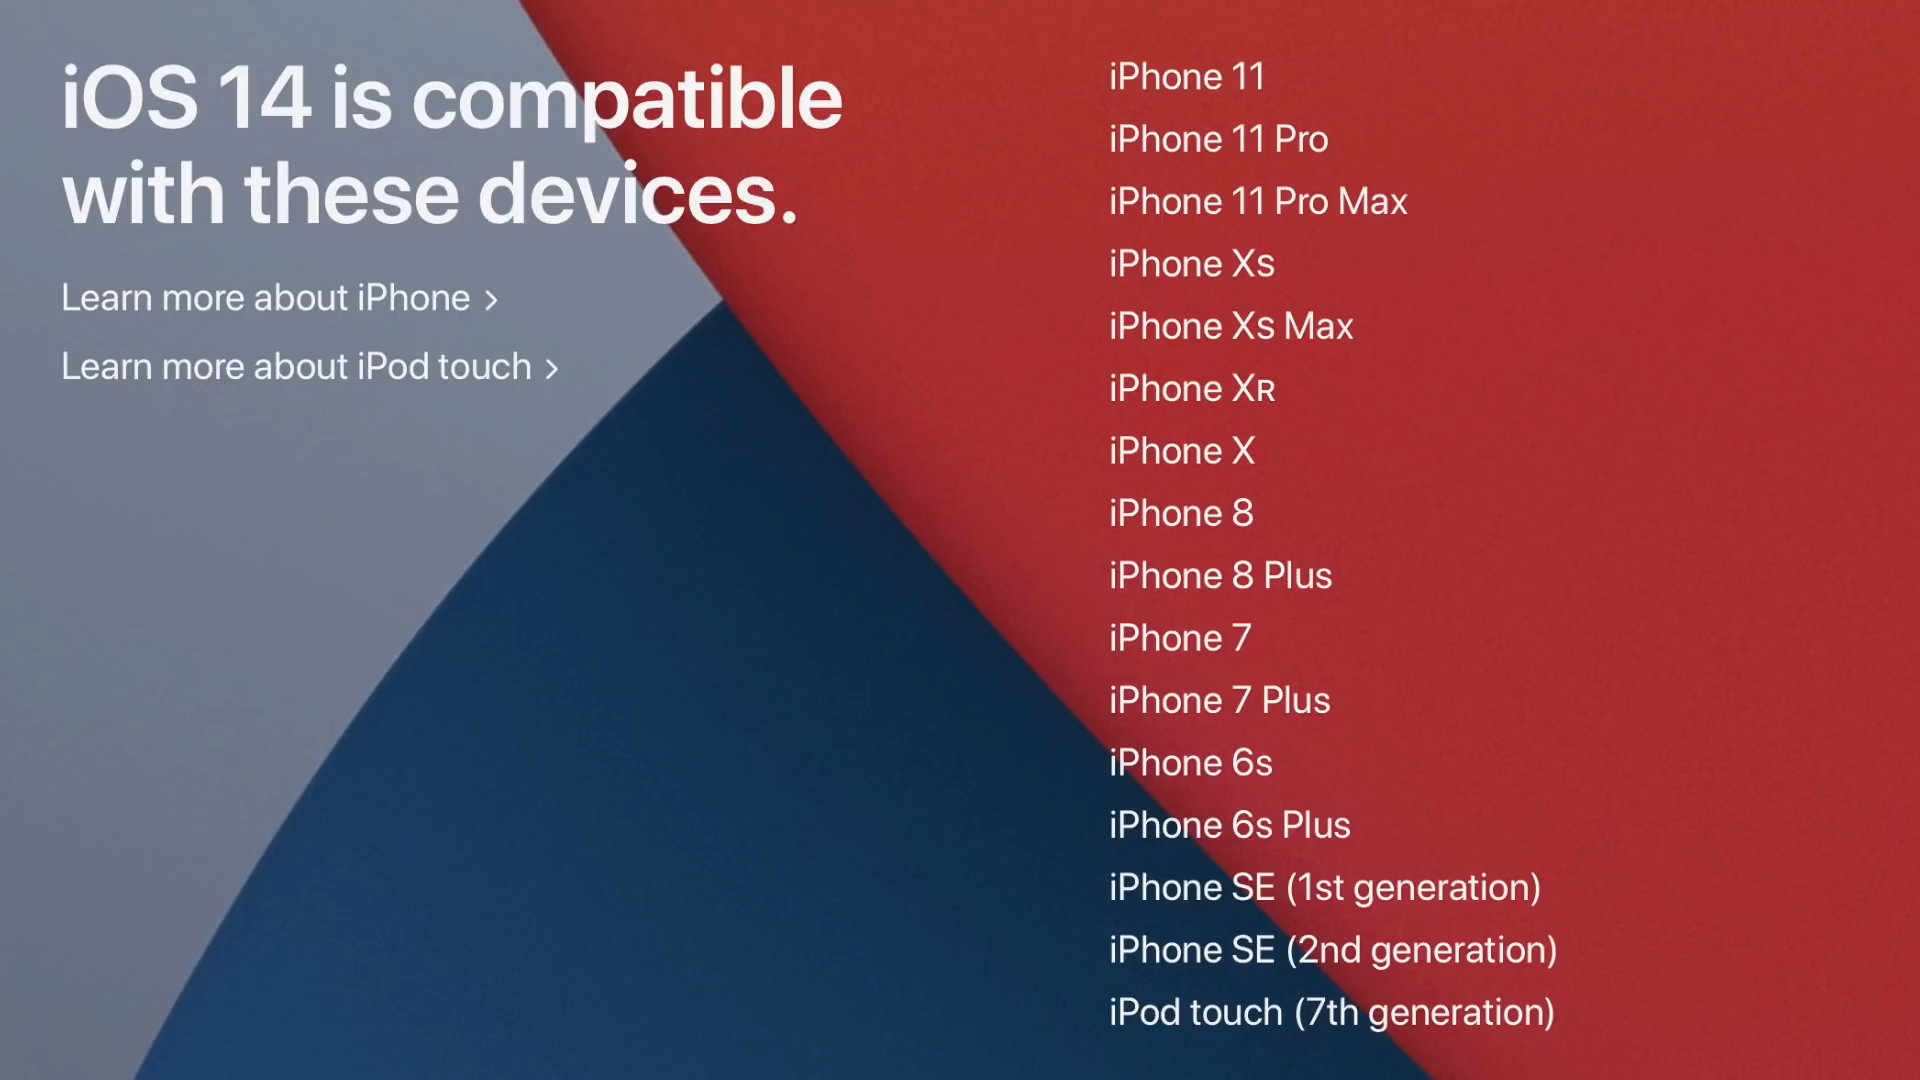 iOS 14 is compatible
with these devices.
Learn more about iPhone >
Learn more about iPod touch >
iPhone 11
iPhone 11 Pro
iPhone 11 Pro Max
iPhone Xs
iPhone Xs Max
iPhone XR
iPhone X
iPhone 8
iPhone 8 Plus
iPhone 7
iPhone 7 Plus
iPhone 6s
iPhone 6s Plus
iPhone SE (1st generation)
iPhone SE (2nd generation)
iPod touch (7th generation)